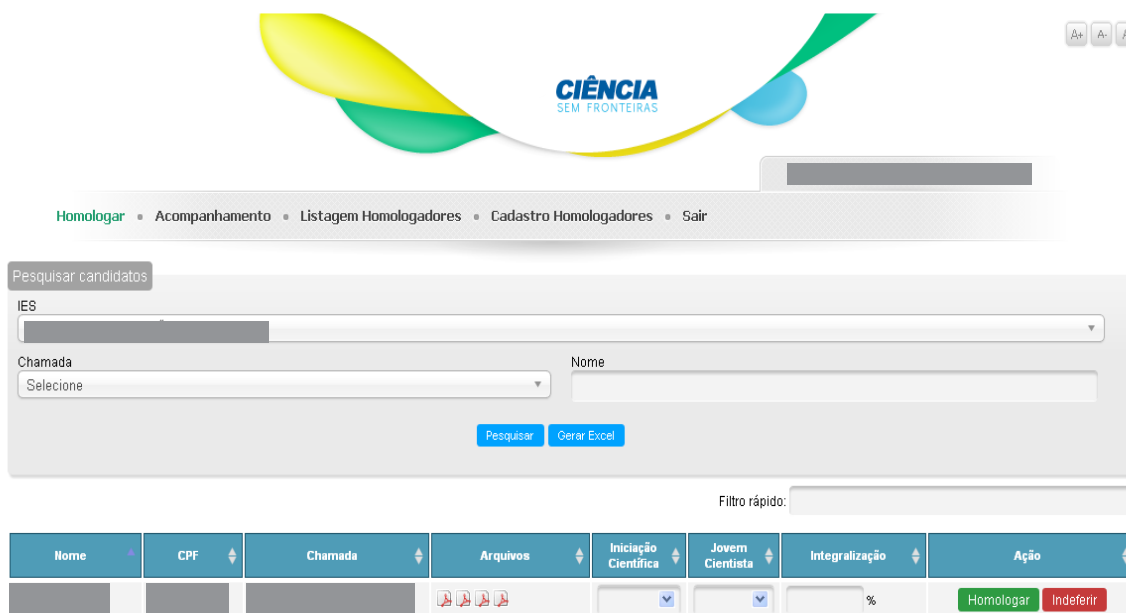 A+ A-
CIÊNCIA
SEM FRONTEIRAS
Homologar Acompanhamento Listagem Homologadores Cadastro Homologadores Sair
Pesquisar candidatos
IES
Chamada Nome
Selecione
Pesquisar Gerar Excel
Filtro rápido:
Nome CPF Chamada Arquivos Iniciação Científica Jovem Cientista Integralização Ação
% Homologar Indeferir